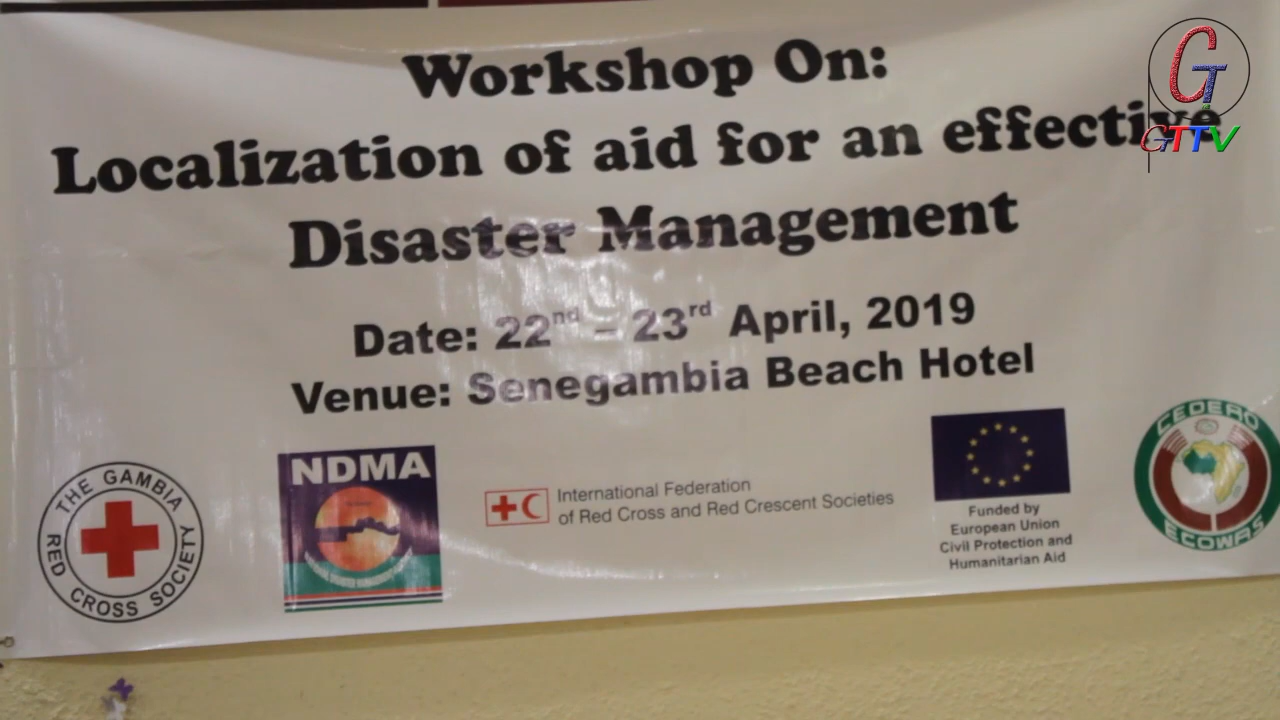 Workshop On:
Localization of aid for an effective
Disaster Management
Date: 22nd – 23rd April, 2019
Venue: Senegambia Beach Hotel
THE GAMBIA
RED CROSS SOCIETY
NDMA
International Federation
of Red Cross and Red Crescent Societies
Funded by
European Union
Civil Protection and
Humanitarian Aid
CEDEAO
ECOWAS
GT
GTTV